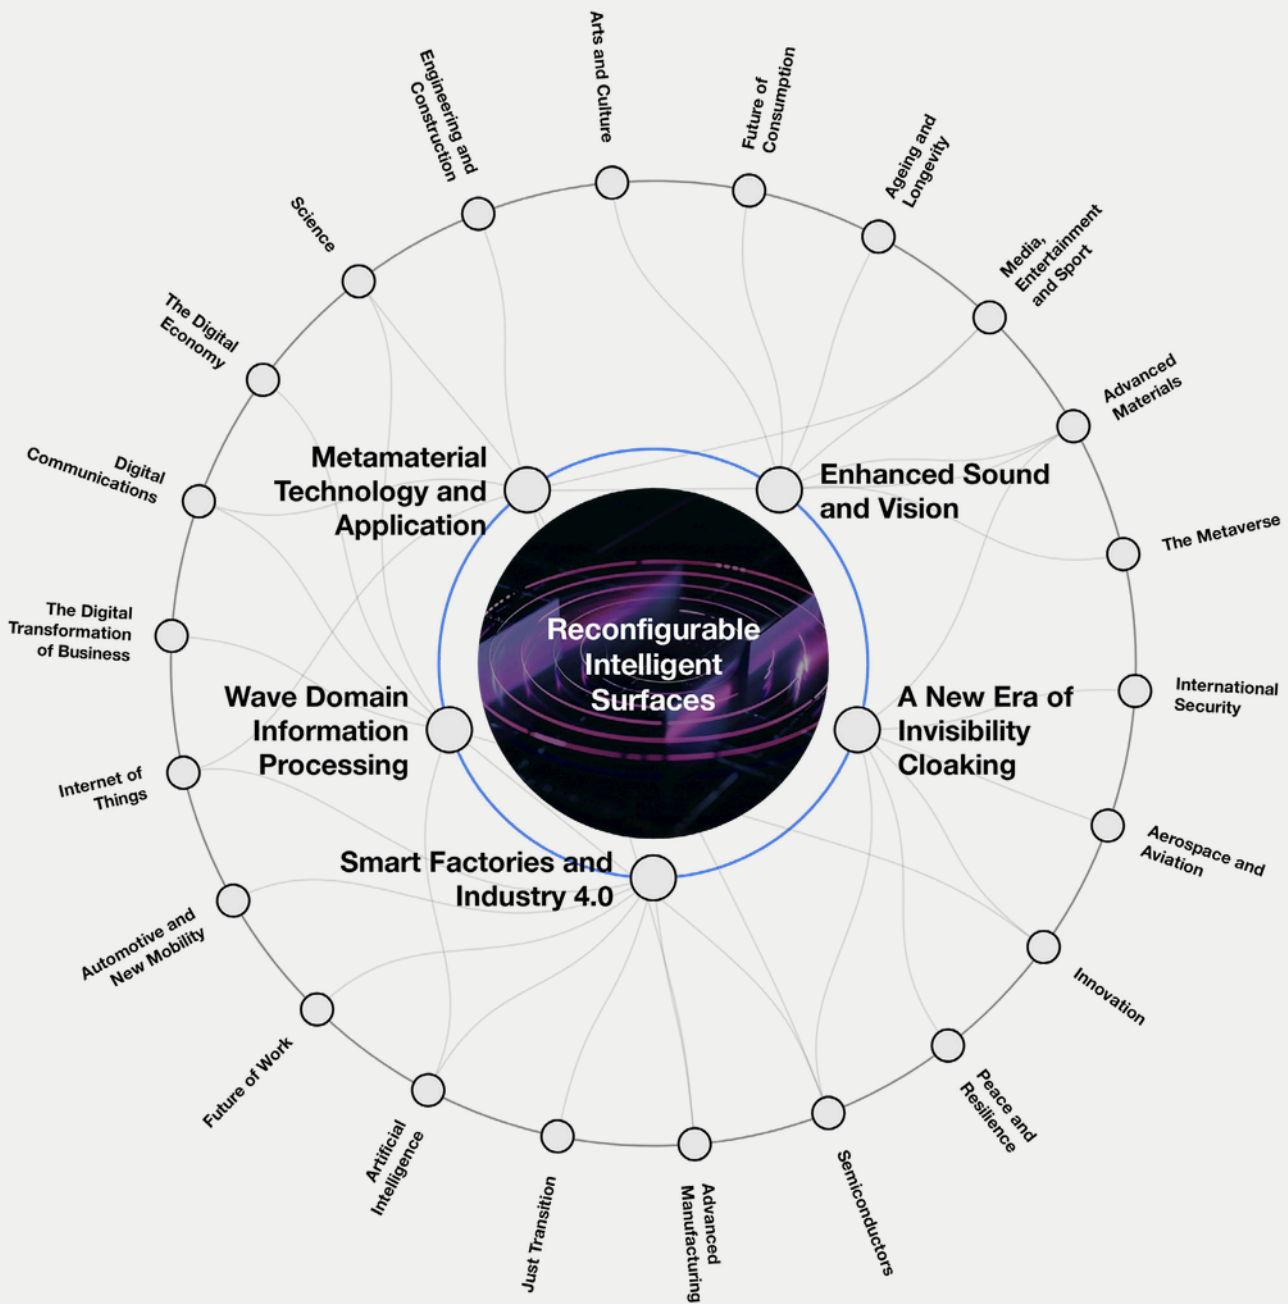 Arts and Culture
Future of
Consumption
Ageing and
Longevity
Media,
Entertainment
and Sport
Advanced
Materials
The Metaverse
International
Security
Aerospace and
Aviation
Innovation
Peace and
Resilience
Semiconductors
Advanced
Manufacturing
Just Transition
Artificial
Intelligence
Future of Work
Automotive and
New Mobility
Internet of
Things
The Digital
Transformation
of Business
Digital
Communications
The Digital
Economy
Science
Engineering and
Construction
Metamaterial
Technology and
Application
Enhanced Sound
and Vision
Reconfigurable
Intelligent
Surfaces
Wave Domain
Information
Processing
A New Era of
Invisibility
Cloaking
Smart Factories and
Industry 4.0